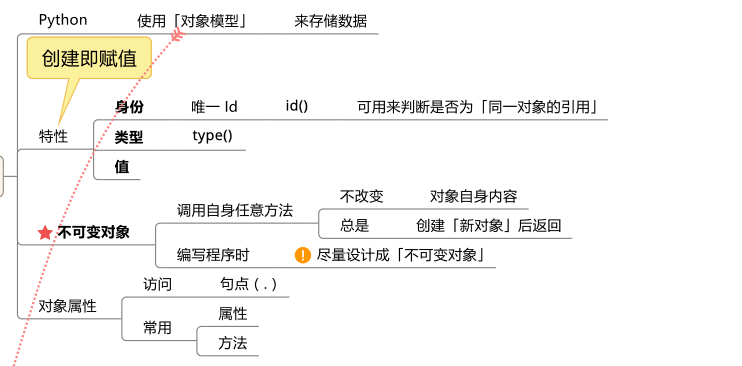 Python 使用「对象模型」 来存储数据
创建即赋值
身份 唯一 Id id() 可用来判断是否为「同一对象的引用」
特性 类型 type()
值
不改变 对象自身内容
调用自身任意方法
总是 创建「新对象」后返回
不可变对象
编写程序时 尽量设计成「不可变对象」
访问 句点 ( . )
对象属性
属性
常用
方法